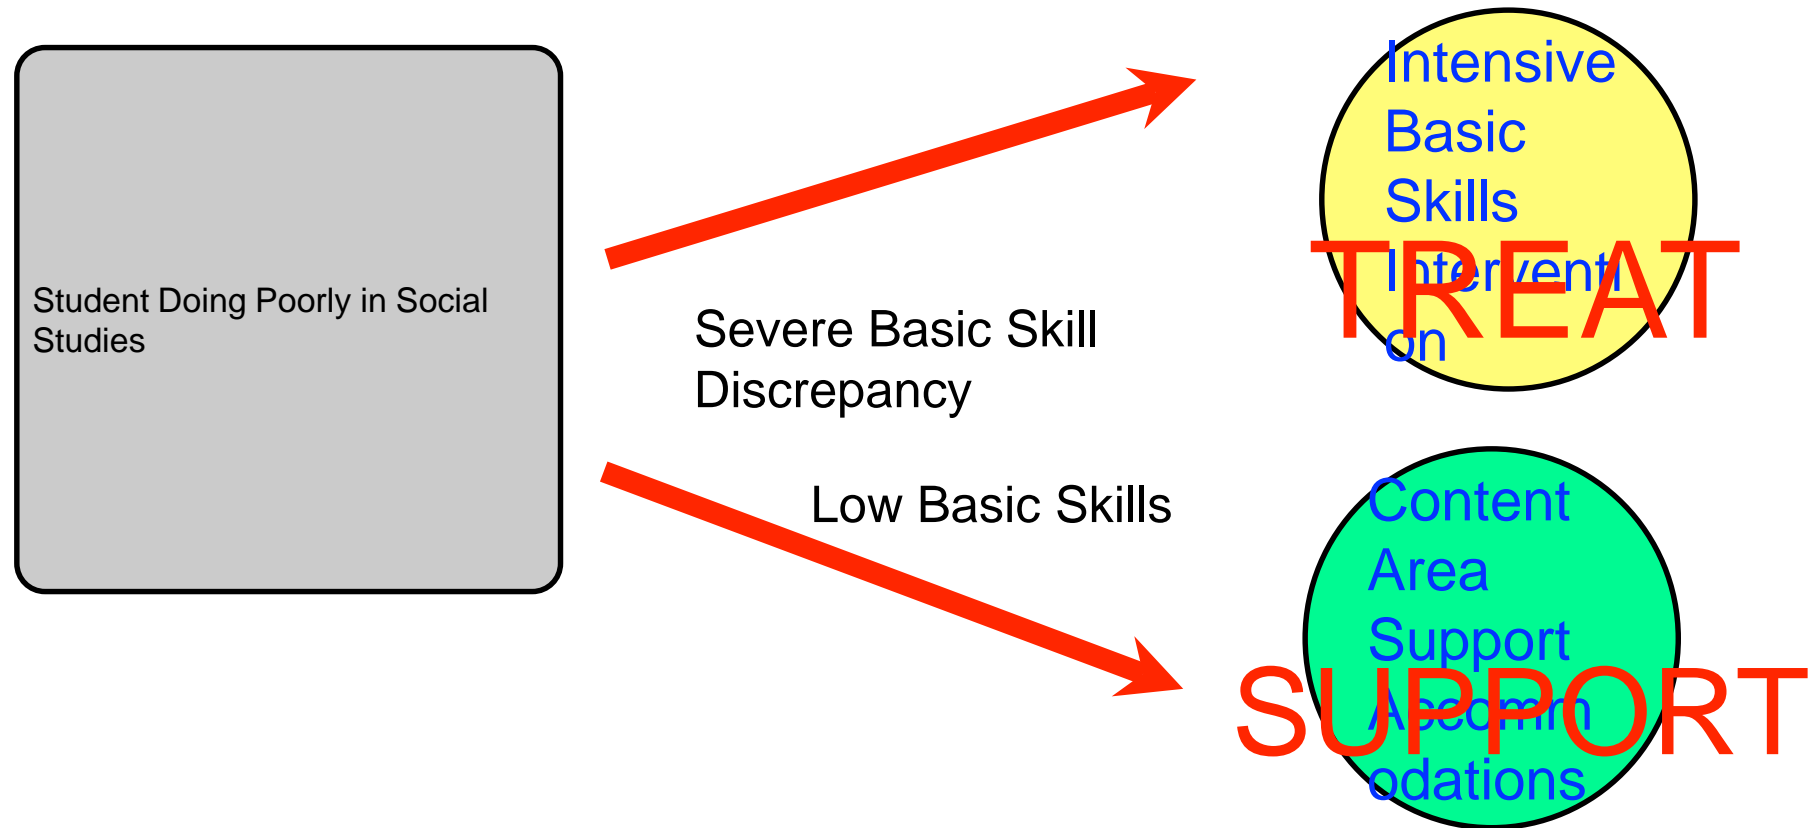 Student Doing Poorly in Social
Studies
Severe Basic Skill
Discrepancy
Low Basic Skills
Intensive
Basic
Skills
Interventi
on
TREAT
Content
Area
Support
Accomm
odations
SUPPORT